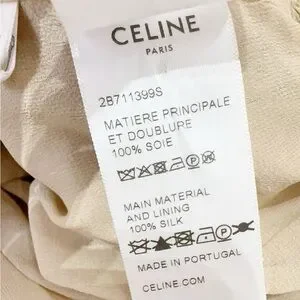 CELINE
PARIS
2B711399S
MATIERE PRINCIPALE
ET DOUBLURE
100% SOIE
MAIN MATERIAL
AND LINING
100% SILK
MADE IN PORTUGAL
CELINE.COM